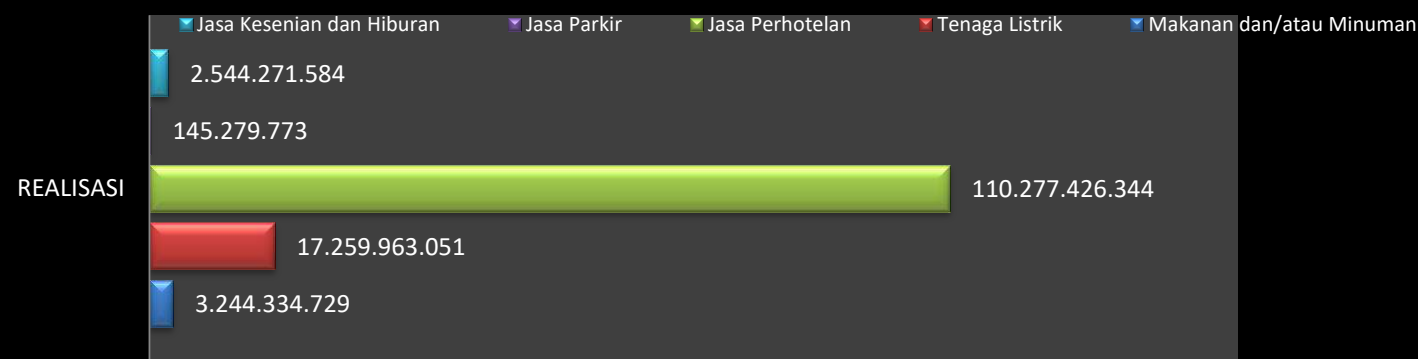 Jasa Kesenian dan Hiburan Jasa Parkir Jasa Perhotelan Tenaga Listrik Makanan dan/atau Minuman
2.544.271.584
145.279.773
REALISASI 110.277.426.344
17.259.963.051
3.244.334.729